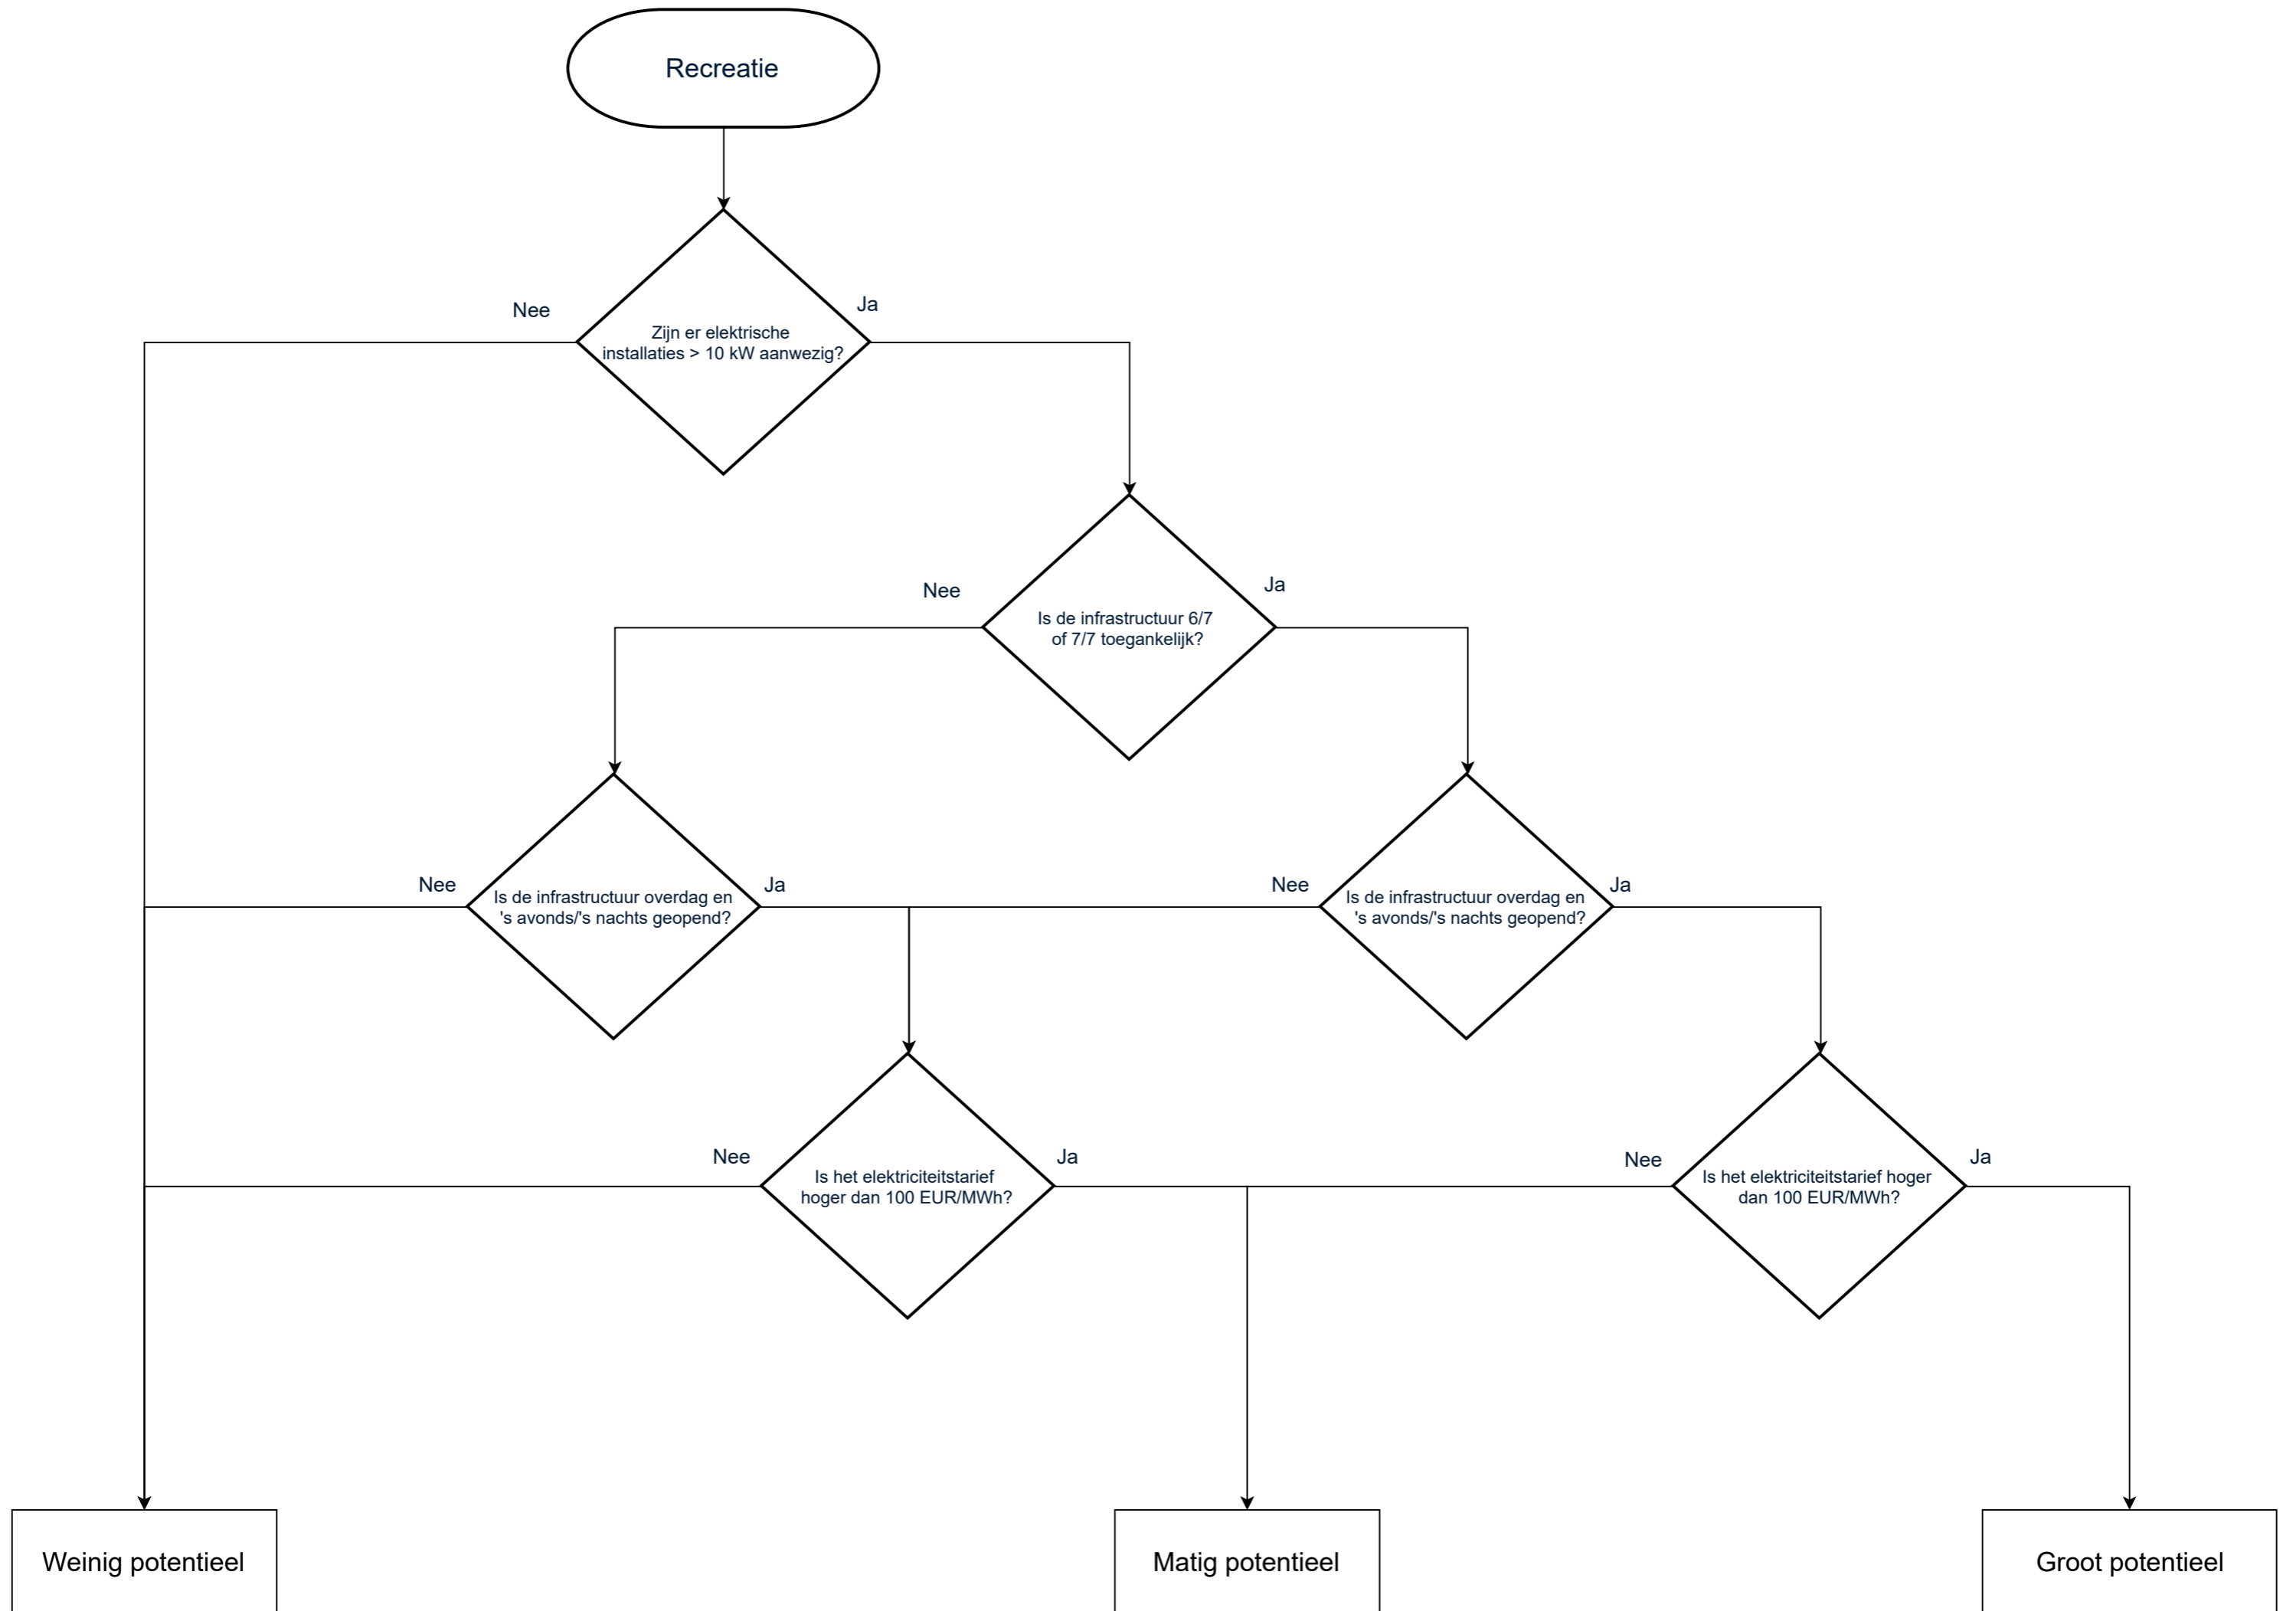 Recreatie
Nee
Ja
Zijn er elektrische
installaties > 10 kW aanwezig?
Nee
Ja
Is de infrastructuur 6/7
of 7/7 toegankelijk?
Nee
Is de infrastructuur overdag en
's avonds/'s nachts geopend?
Ja
Nee
Is de infrastructuur overdag en
's avonds/'s nachts geopend?
Ja
Nee
Is het elektriciteitstarief
hoger dan 100 EUR/MWh?
Ja
Nee
Is het elektriciteitstarief hoger
dan 100 EUR/MWh?
Ja
Weinig potentieel
Matig potentieel
Groot potentieel